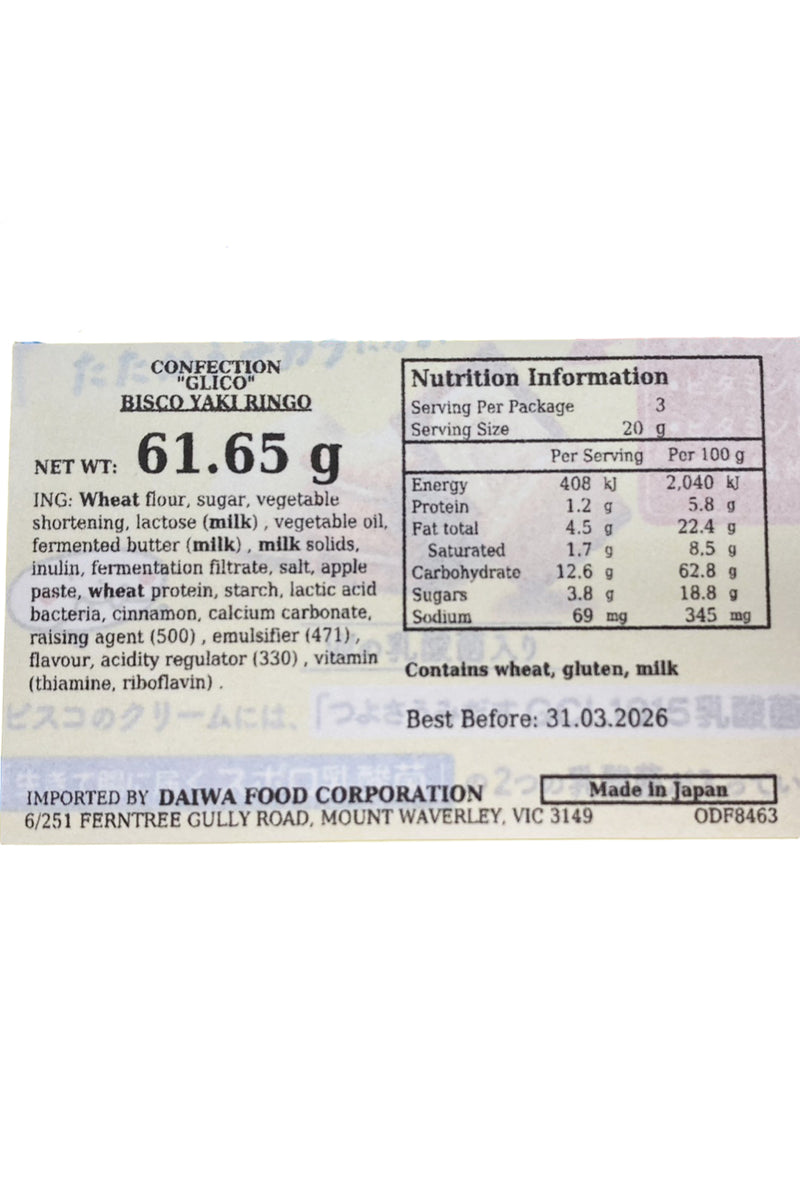 CONFECTION
"GLICO"
BISCO YAKI RINGO
NET WT: 61.65 g
ING: Wheat flour, sugar, vegetable
shortening, lactose (milk) , vegetable oil,
fermented butter (milk) , milk solids,
inulin, fermentation filtrate, salt, apple
paste, wheat protein, starch, lactic acid
bacteria, cinnamon, calcium carbonate,
raising agent (500) , emulsifier (471) ,
flavour, acidity regulator (330) , vitamin
(thiamine, riboflavin) .
Nutrition Information
Serving Per Package 3
Serving Size 20 g
Per Serving Per 100 g
Energy 408 kJ 2,040 kJ
Protein 1.2 g 5.8 g
Fat total 4.5 g 22.4 g
Saturated 1.7 g 8.5 g
Carbohydrate 12.6 g 62.8 g
Sugars 3.8 g 18.8 g
Sodium 69 mg 345 mg
Contains wheat, gluten, milk
Best Before: 31.03.2026
ビスコのクリームには、「つよさ
乳酸菌
IMPORTED BY DAIWA FOOD CORPORATION
Made in Japan
6/251 FERNTREE GULLY ROAD, MOUNT WAVERLEY, VIC 3149
ODF8463